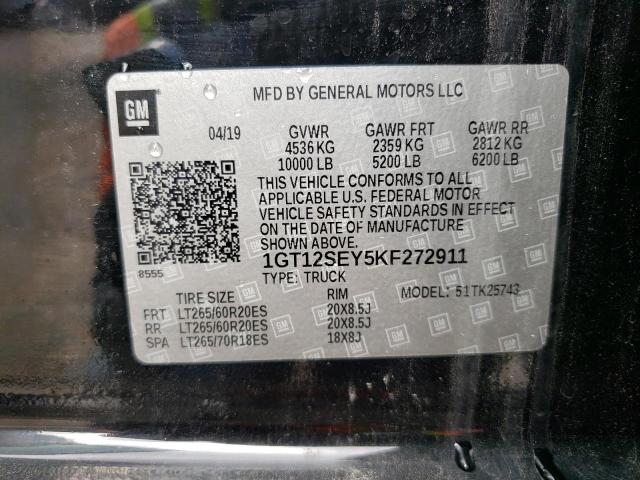 GM
MFD BY GENERAL MOTORS LLC
04/19 GVWR GAWR FRT GAWR RR
4536 KG 2359 KG 2812 KG
10000 LB 5200 LB 6200 LB
THIS VEHICLE CONFORMS TO ALL
APPLICABLE U.S. FEDERAL MOTOR
VEHICLE SAFETY STANDARDS IN EFFECT
ON THE DATE OF MANUFACTURE
SHOWN ABOVE.
8555
1GT12SEY5KF272911
TYPE: TRUCK MODEL: 51TK25743
TIRE SIZE RIM
FRT LT265/60R20ES 20X8.5J
RR LT265/60R20ES 20X8.5J
SPA LT265/70R18ES 18X8J